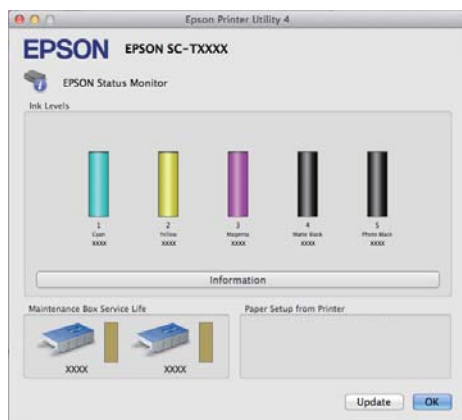 Epson Printer Utility 4
EPSON EPSON SC-TXXXX
EPSON Status Monitor
Ink Levels
1 2 3 4 5
Cyan Yellow Magenta Matte Black Photo Black
XXXX XXXX XXXX XXXX XXXX
Information
Maintenance Box Service Life Paper Setup from Printer
XXXX XXXX
Update OK